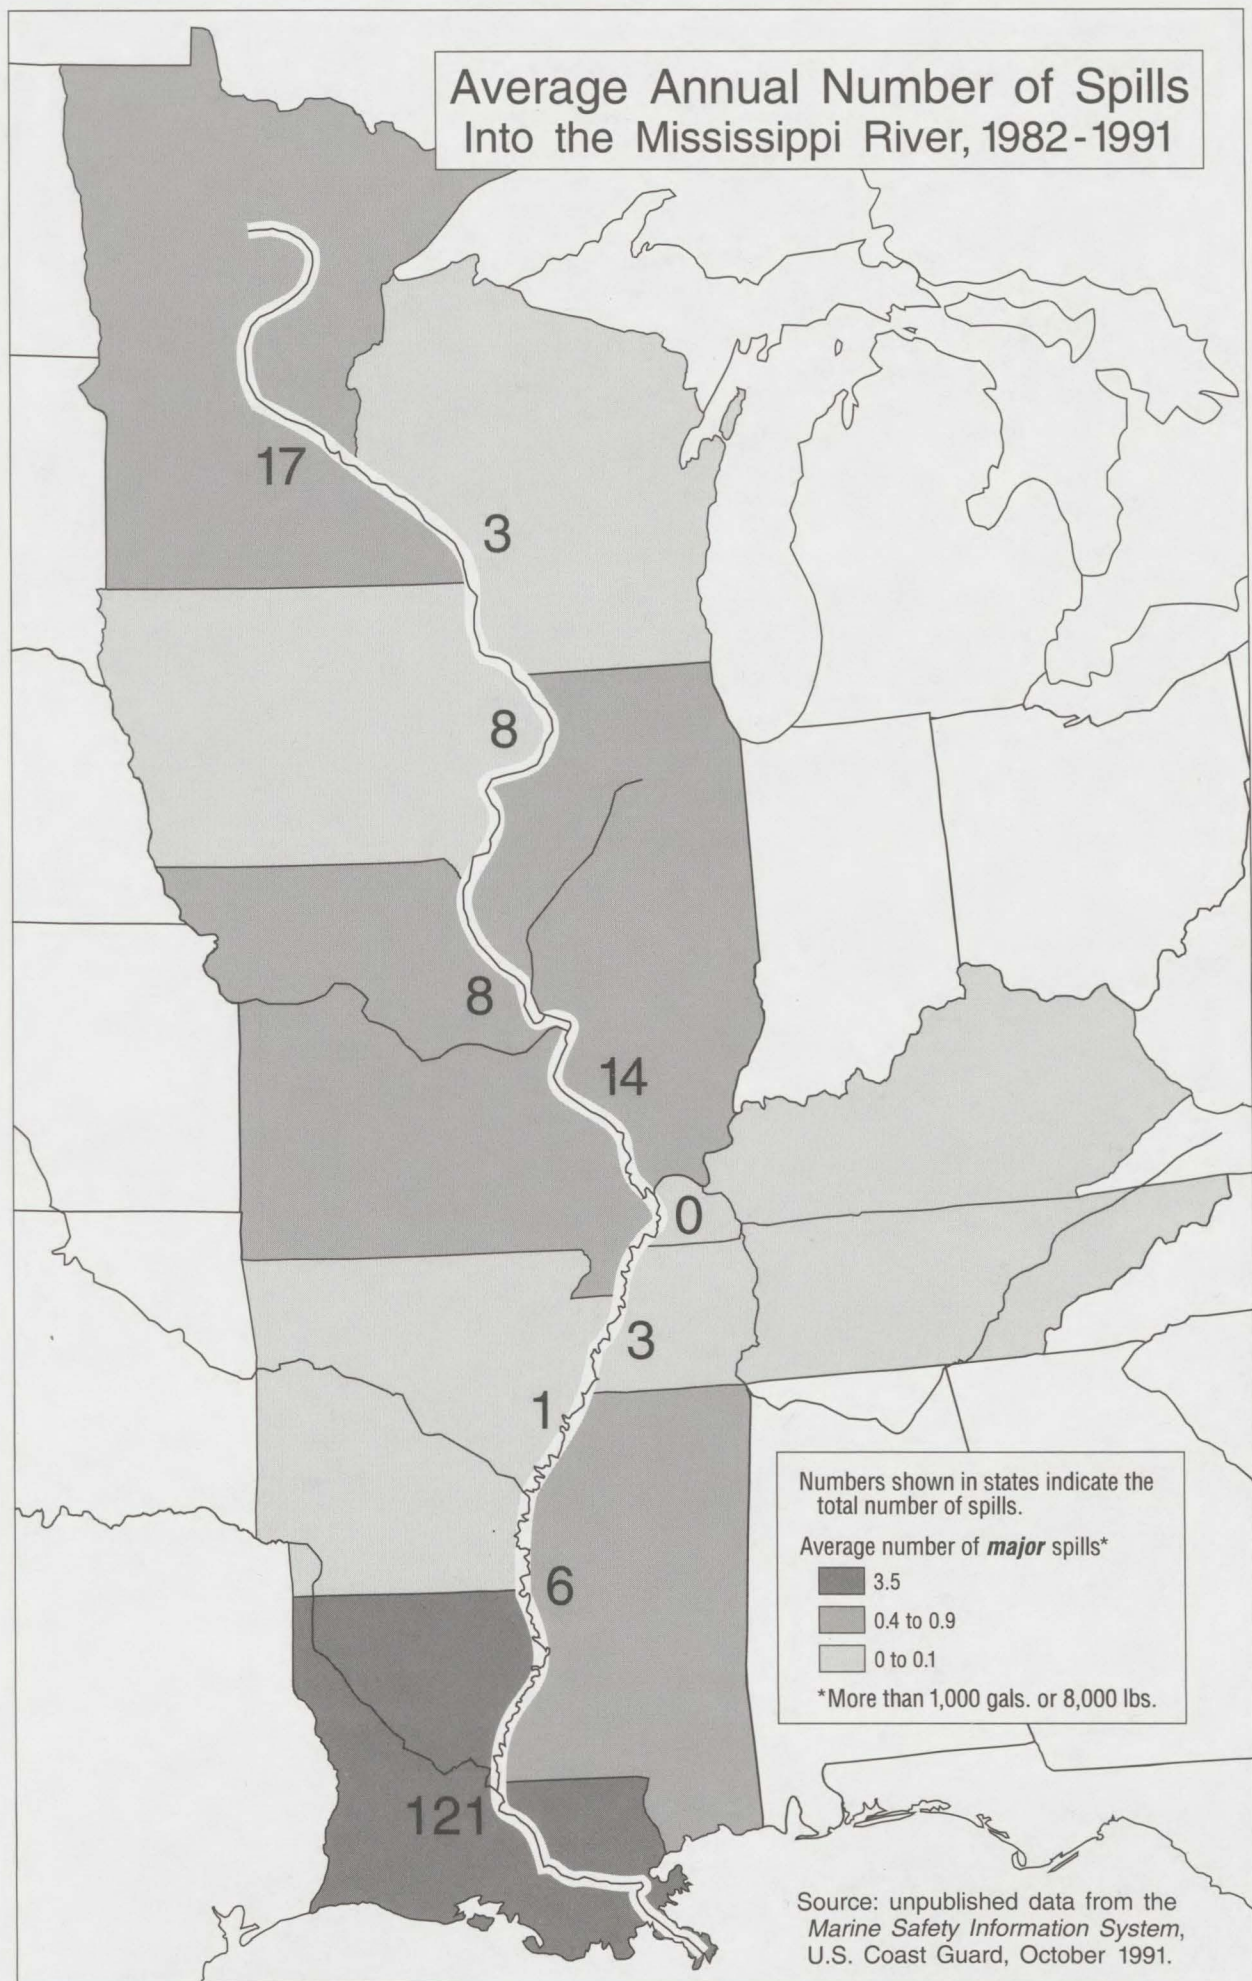 Average Annual Number of Spills
Into the Mississippi River, 1982-1991
17
3
8
8
14
0
3
1
6
121
Numbers shown in states indicate the
total number of spills.
Average number of major spills*
3.5
0.4 to 0.9
0 to 0.1
*More than 1,000 gals. or 8,000 lbs.
Source: unpublished data from the
Marine Safety Information System,
U.S. Coast Guard, October 1991.